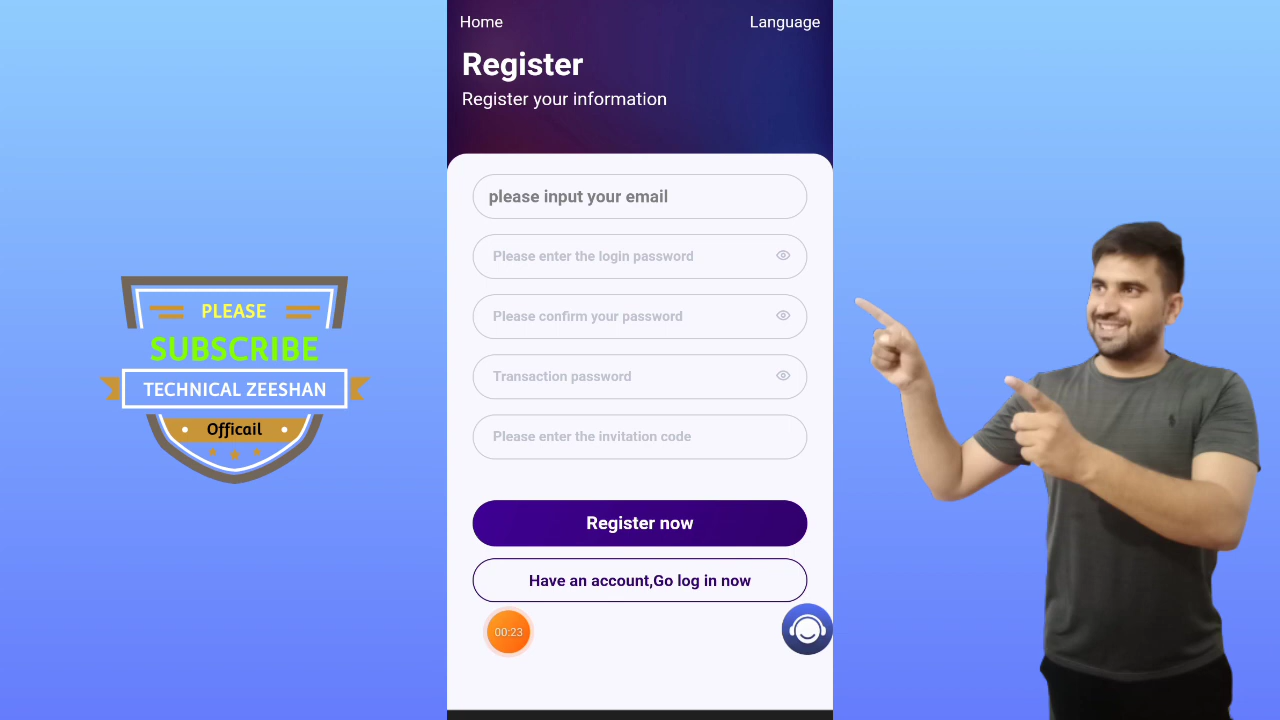 Home
Language
Register
Register your information
please input your email
Please enter the login password
Please confirm your password
Transaction password
Please enter the invitation code
Register now
Have an account,Go log in now
00:23
PLEASE
SUBSCRIBE
TECHNICAL ZEESHAN
Officail